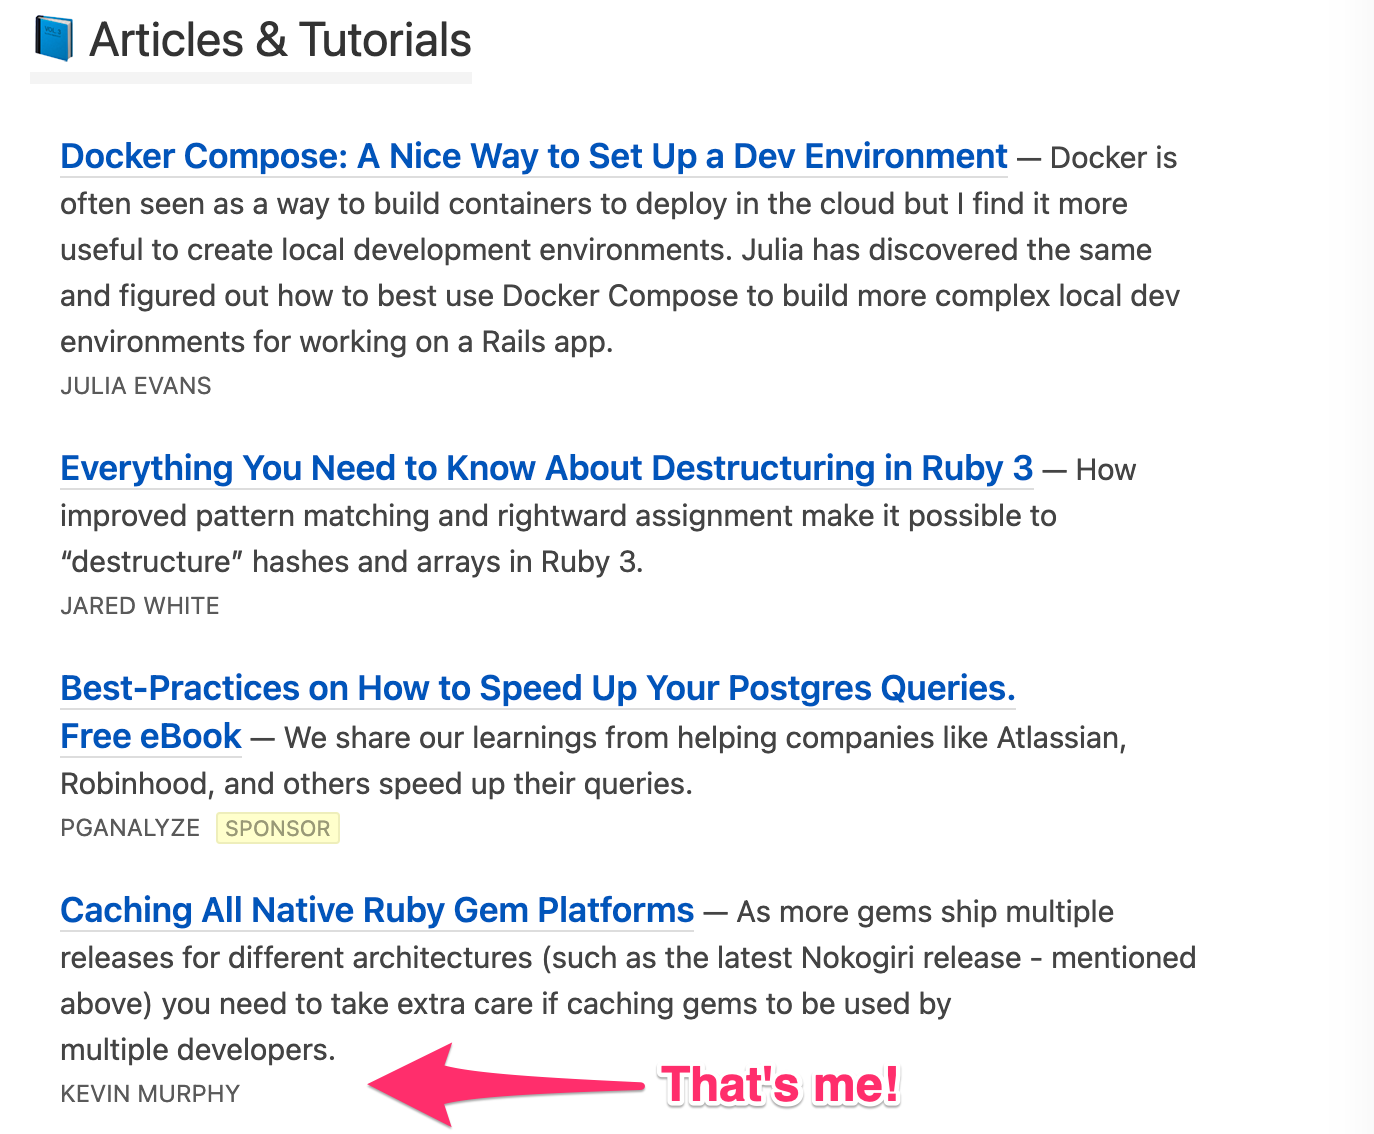 Articles & Tutorials
Docker Compose: A Nice Way to Set Up a Dev Environment — Docker is
often seen as a way to build containers to deploy in the cloud but I find it more
useful to create local development environments. Julia has discovered the same
and figured out how to best use Docker Compose to build more complex local dev
environments for working on a Rails app.
JULIA EVANS
Everything You Need to Know About Destructuring in Ruby 3 — How
improved pattern matching and rightward assignment make it possible to
“destructure” hashes and arrays in Ruby 3.
JARED WHITE
Best-Practices on How to Speed Up Your Postgres Queries.
Free eBook — We share our learnings from helping companies like Atlassian,
Robinhood, and others speed up their queries.
PGANALYZE SPONSOR
Caching All Native Ruby Gem Platforms — As more gems ship multiple
releases for different architectures (such as the latest Nokogiri release - mentioned
above) you need to take extra care if caching gems to be used by
multiple developers.
KEVIN MURPHY
That's me!